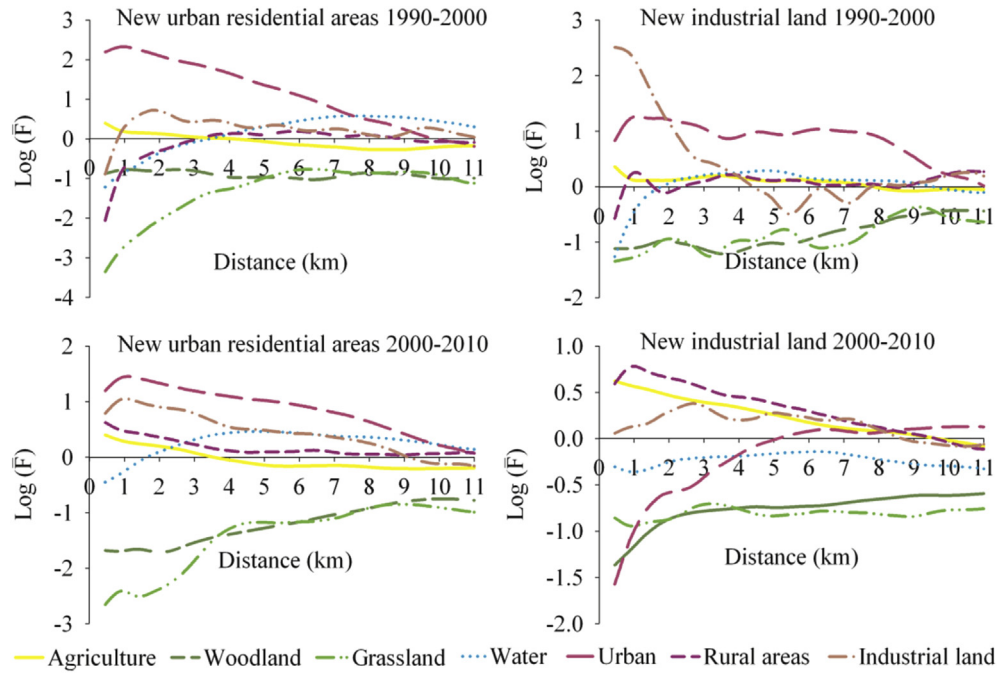 New urban residential areas 1990-2000
3
2
1
0
-1
-2
-3
-4
0 1 2 3 4 5 6 7 8 9 10 11
Log (F̅)
Distance (km)
New industrial land 1990-2000
3
2
1
0
-1
-2
0 1 2 3 4 5 6 7 8 9 10 11
Log (F̅)
Distance (km)
New urban residential areas 2000-2010
2
1
0
-1
-2
-3
0 1 2 3 4 5 6 7 8 9 10 11
Log (F̅)
Distance (km)
New industrial land 2000-2010
1.0
0.5
0.0
-0.5
-1.0
-1.5
-2.0
0 1 2 3 4 5 6 7 8 9 10 11
Log (F̅)
Distance (km)
Agriculture Woodland Grassland Water Urban Rural areas Industrial land